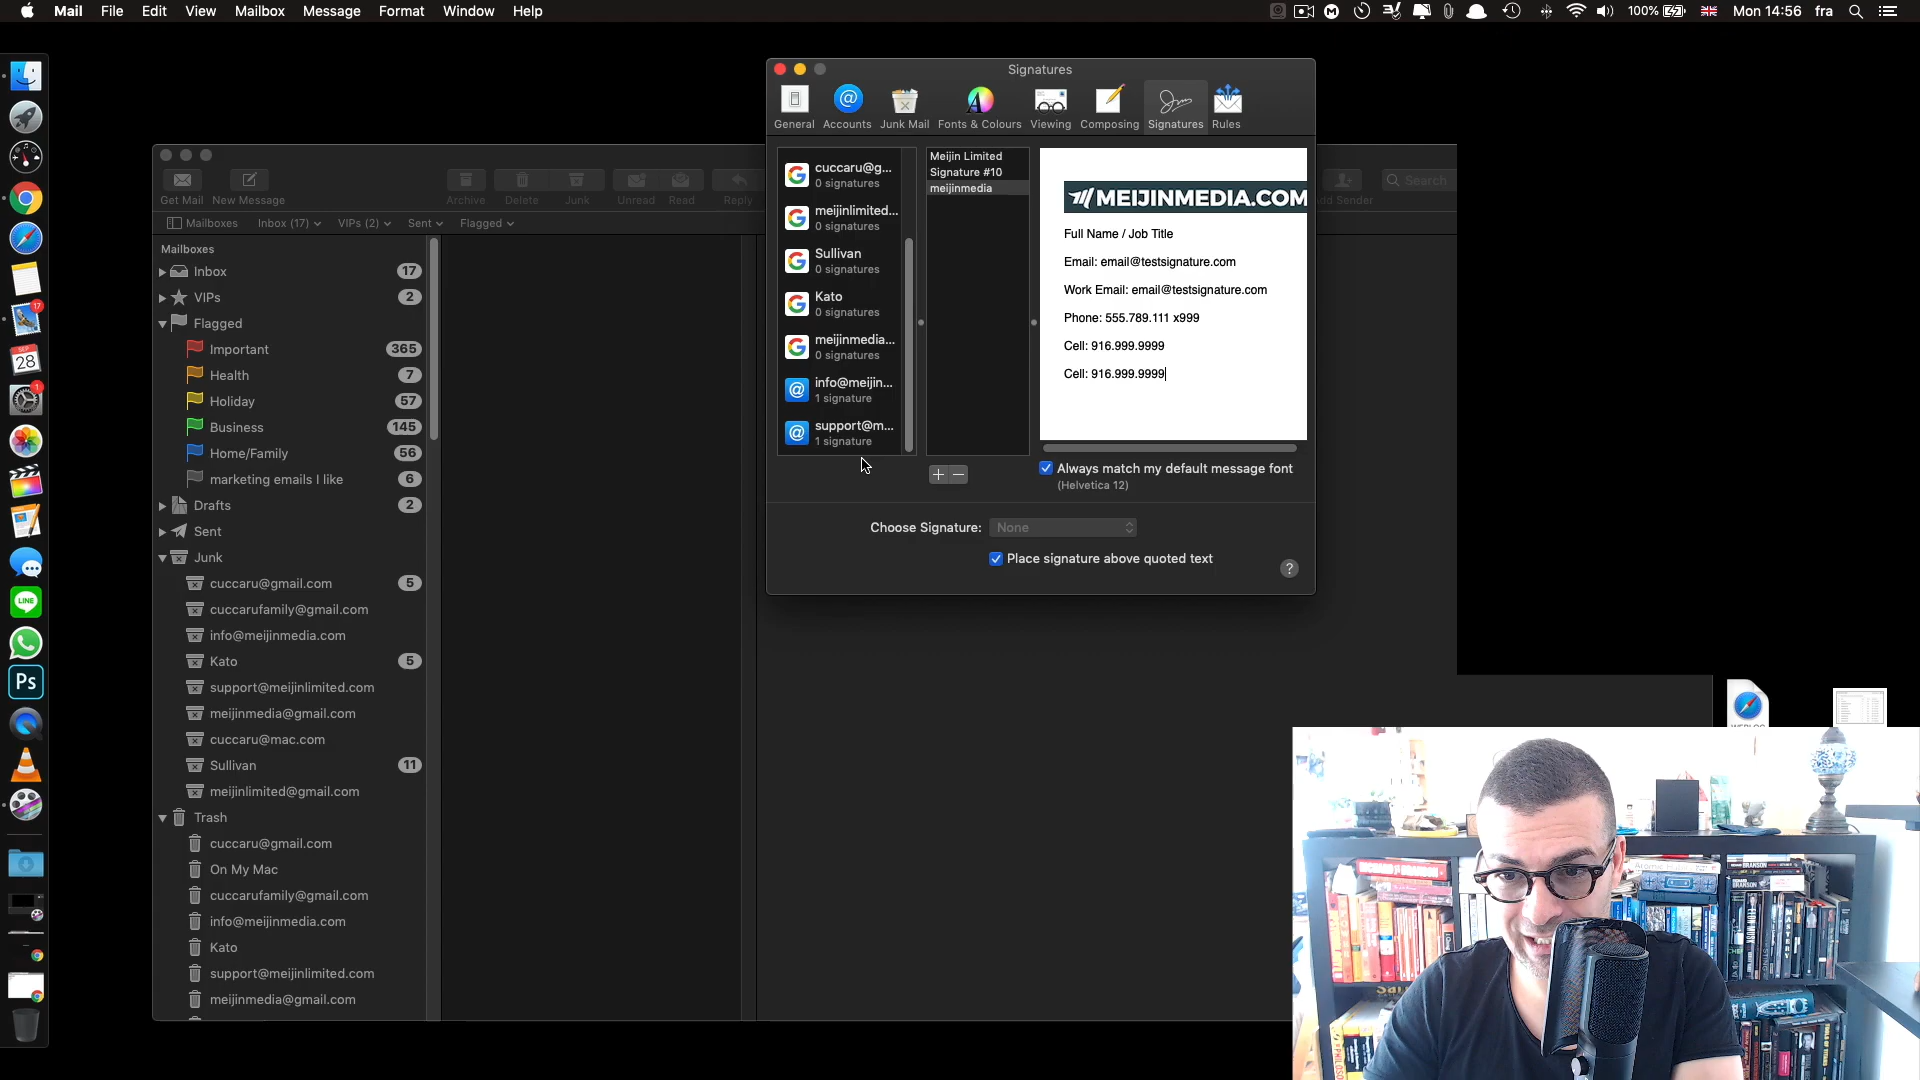 Mail File Edit View Mailbox Message Format Window Help
100% Mon 14:56 fra
Signatures
General Accounts Junk Mail Fonts & Colours Viewing Composing Signatures Rules
Get Mail New Message Archive Delete Junk Unread Read Reply
Add Sender
Search
Mailboxes Inbox (17) VIPs (2) Sent Flagged
Mailboxes
Inbox 17
VIPs 2
Flagged
Important 365
Health 7
Holiday 57
Business 145
Home/Family 56
marketing emails I like 6
Drafts 2
Sent
Junk
cuccaru@gmail.com 5
cuccarufamily@gmail.com
info@meijinmedia.com
Kato 5
support@meijinlimited.com
meijinmedia@gmail.com
cuccaru@mac.com
Sullivan 11
meijinlimited@gmail.com
Trash
cuccaru@gmail.com
On My Mac
cuccarufamily@gmail.com
info@meijinmedia.com
Kato
support@meijinlimited.com
meijinmedia@gmail.com
cuccaru@g...
0 signatures
meijinlimited...
0 signatures
Sullivan
0 signatures
Kato
0 signatures
meijinmedia...
0 signatures
info@meijin...
1 signature
support@m...
1 signature
Meijin Limited
Signature #10
meijinmedia
MEIJINMEDIA.COM
Full Name / Job Title
Email: email@testsignature.com
Work Email: email@testsignature.com
Phone: 555.789.111 x999
Cell: 916.999.9999
Cell: 916.999.9999
Always match my default message font
(Helvetica 12)
Choose Signature: None
Place signature above quoted text
?
17
SEP
28
1
LINE
Ps
BRANSON